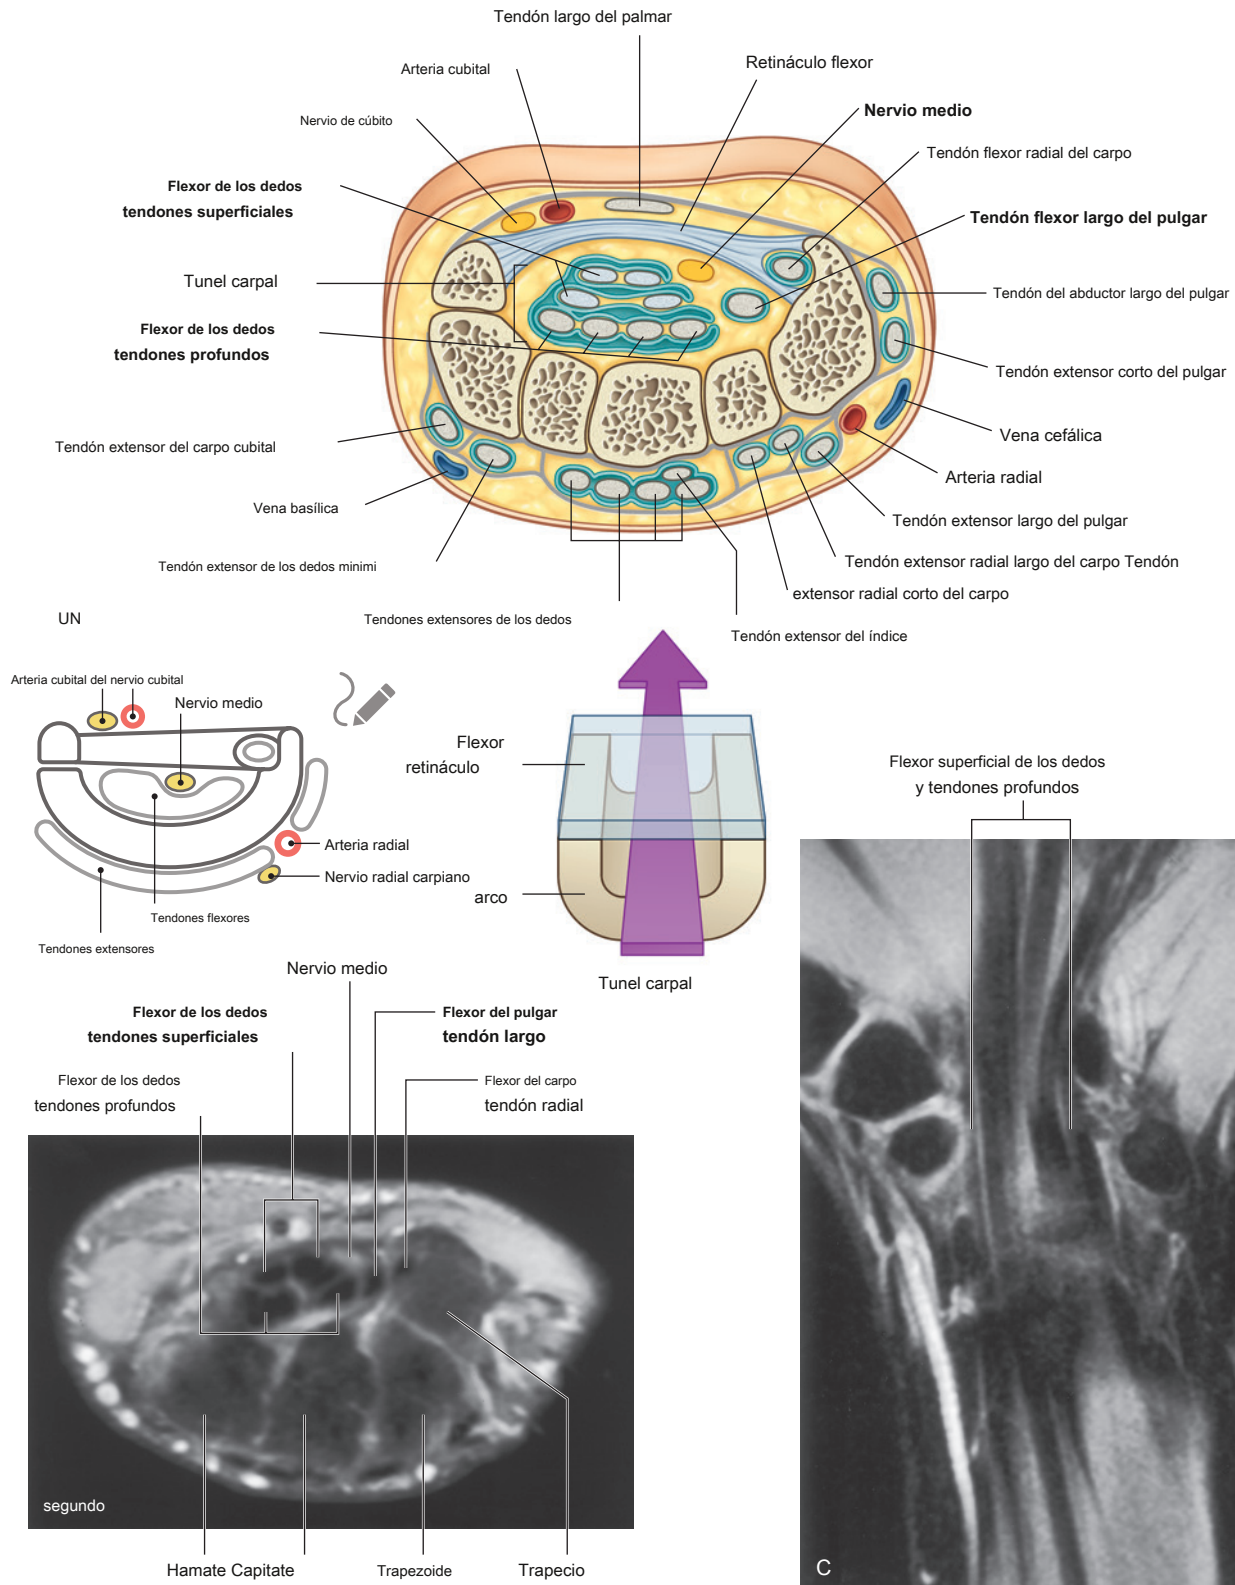 Tendón largo del palmar
Arteria cubital
Retináculo flexor
Nervio de cúbito
Nervio medio
Tendón flexor radial del carpo
Flexor de los dedos
tendones superficiales
Tendón flexor largo del pulgar
Tunel carpal
Tendón del abductor largo del pulgar
Flexor de los dedos
tendones profundos
Tendón extensor corto del pulgar
Tendón extensor del carpo cubital
Vena cefálica
Arteria radial
Vena basílica
Tendón extensor largo del pulgar
Tendón extensor de los dedos minimi
Tendón extensor radial largo del carpo Tendón
extensor radial corto del carpo
Tendones extensores de los dedos
Tendón extensor del índice
UN
Arteria cubital del nervio cubital
Nervio medio
Arteria radial
Nervio radial carpiano
Tendones flexores
Tendones extensores
Flexor
retináculo
arco
Tunel carpal
Flexor superficial de los dedos
y tendones profundos
Nervio medio
Flexor de los dedos
tendones superficiales
Flexor del pulgar
tendón largo
Flexor de los dedos
tendones profundos
Flexor del carpo
tendón radial
segundo
Hamate Capitate
Trapezoide
Trapecio
C